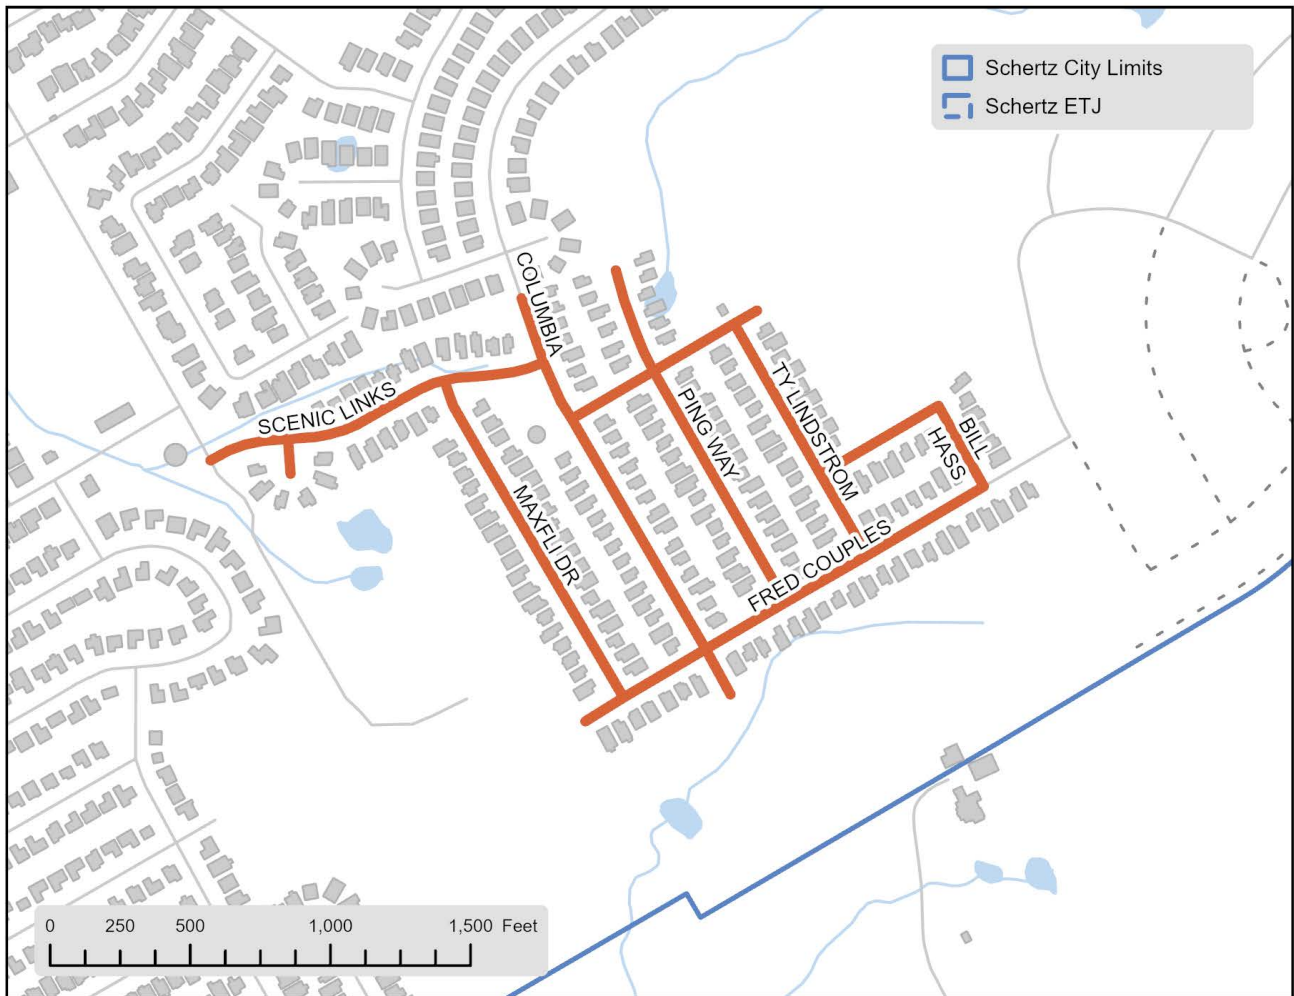 Schertz City Limits
Schertz ETJ
COLUMBIA
SCENIC LINKS
PING WAY
TY LINDSTROM
BILL
HASS
MAXFLI DR
FRED COUPLES
0 250 500 1,000 1,500 Feet